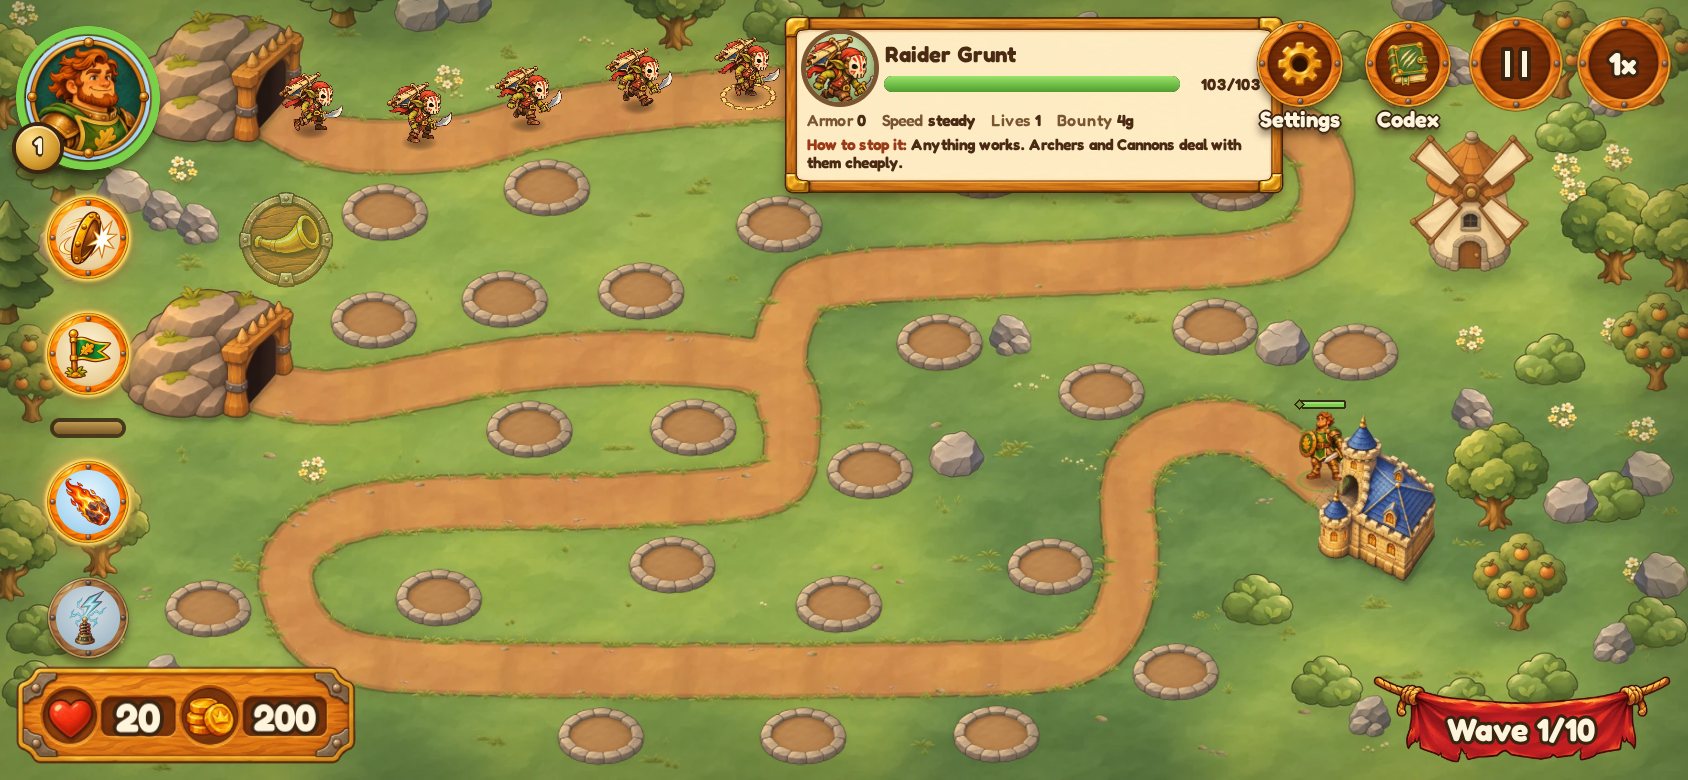 Raider Grunt
103/103
Armor 0 Speed steady Lives 1 Bounty 4g
How to stop it: Anything works. Archers and Cannons deal with
them cheaply.
Settings
Codex
1x
1
20
200
Wave 1/10